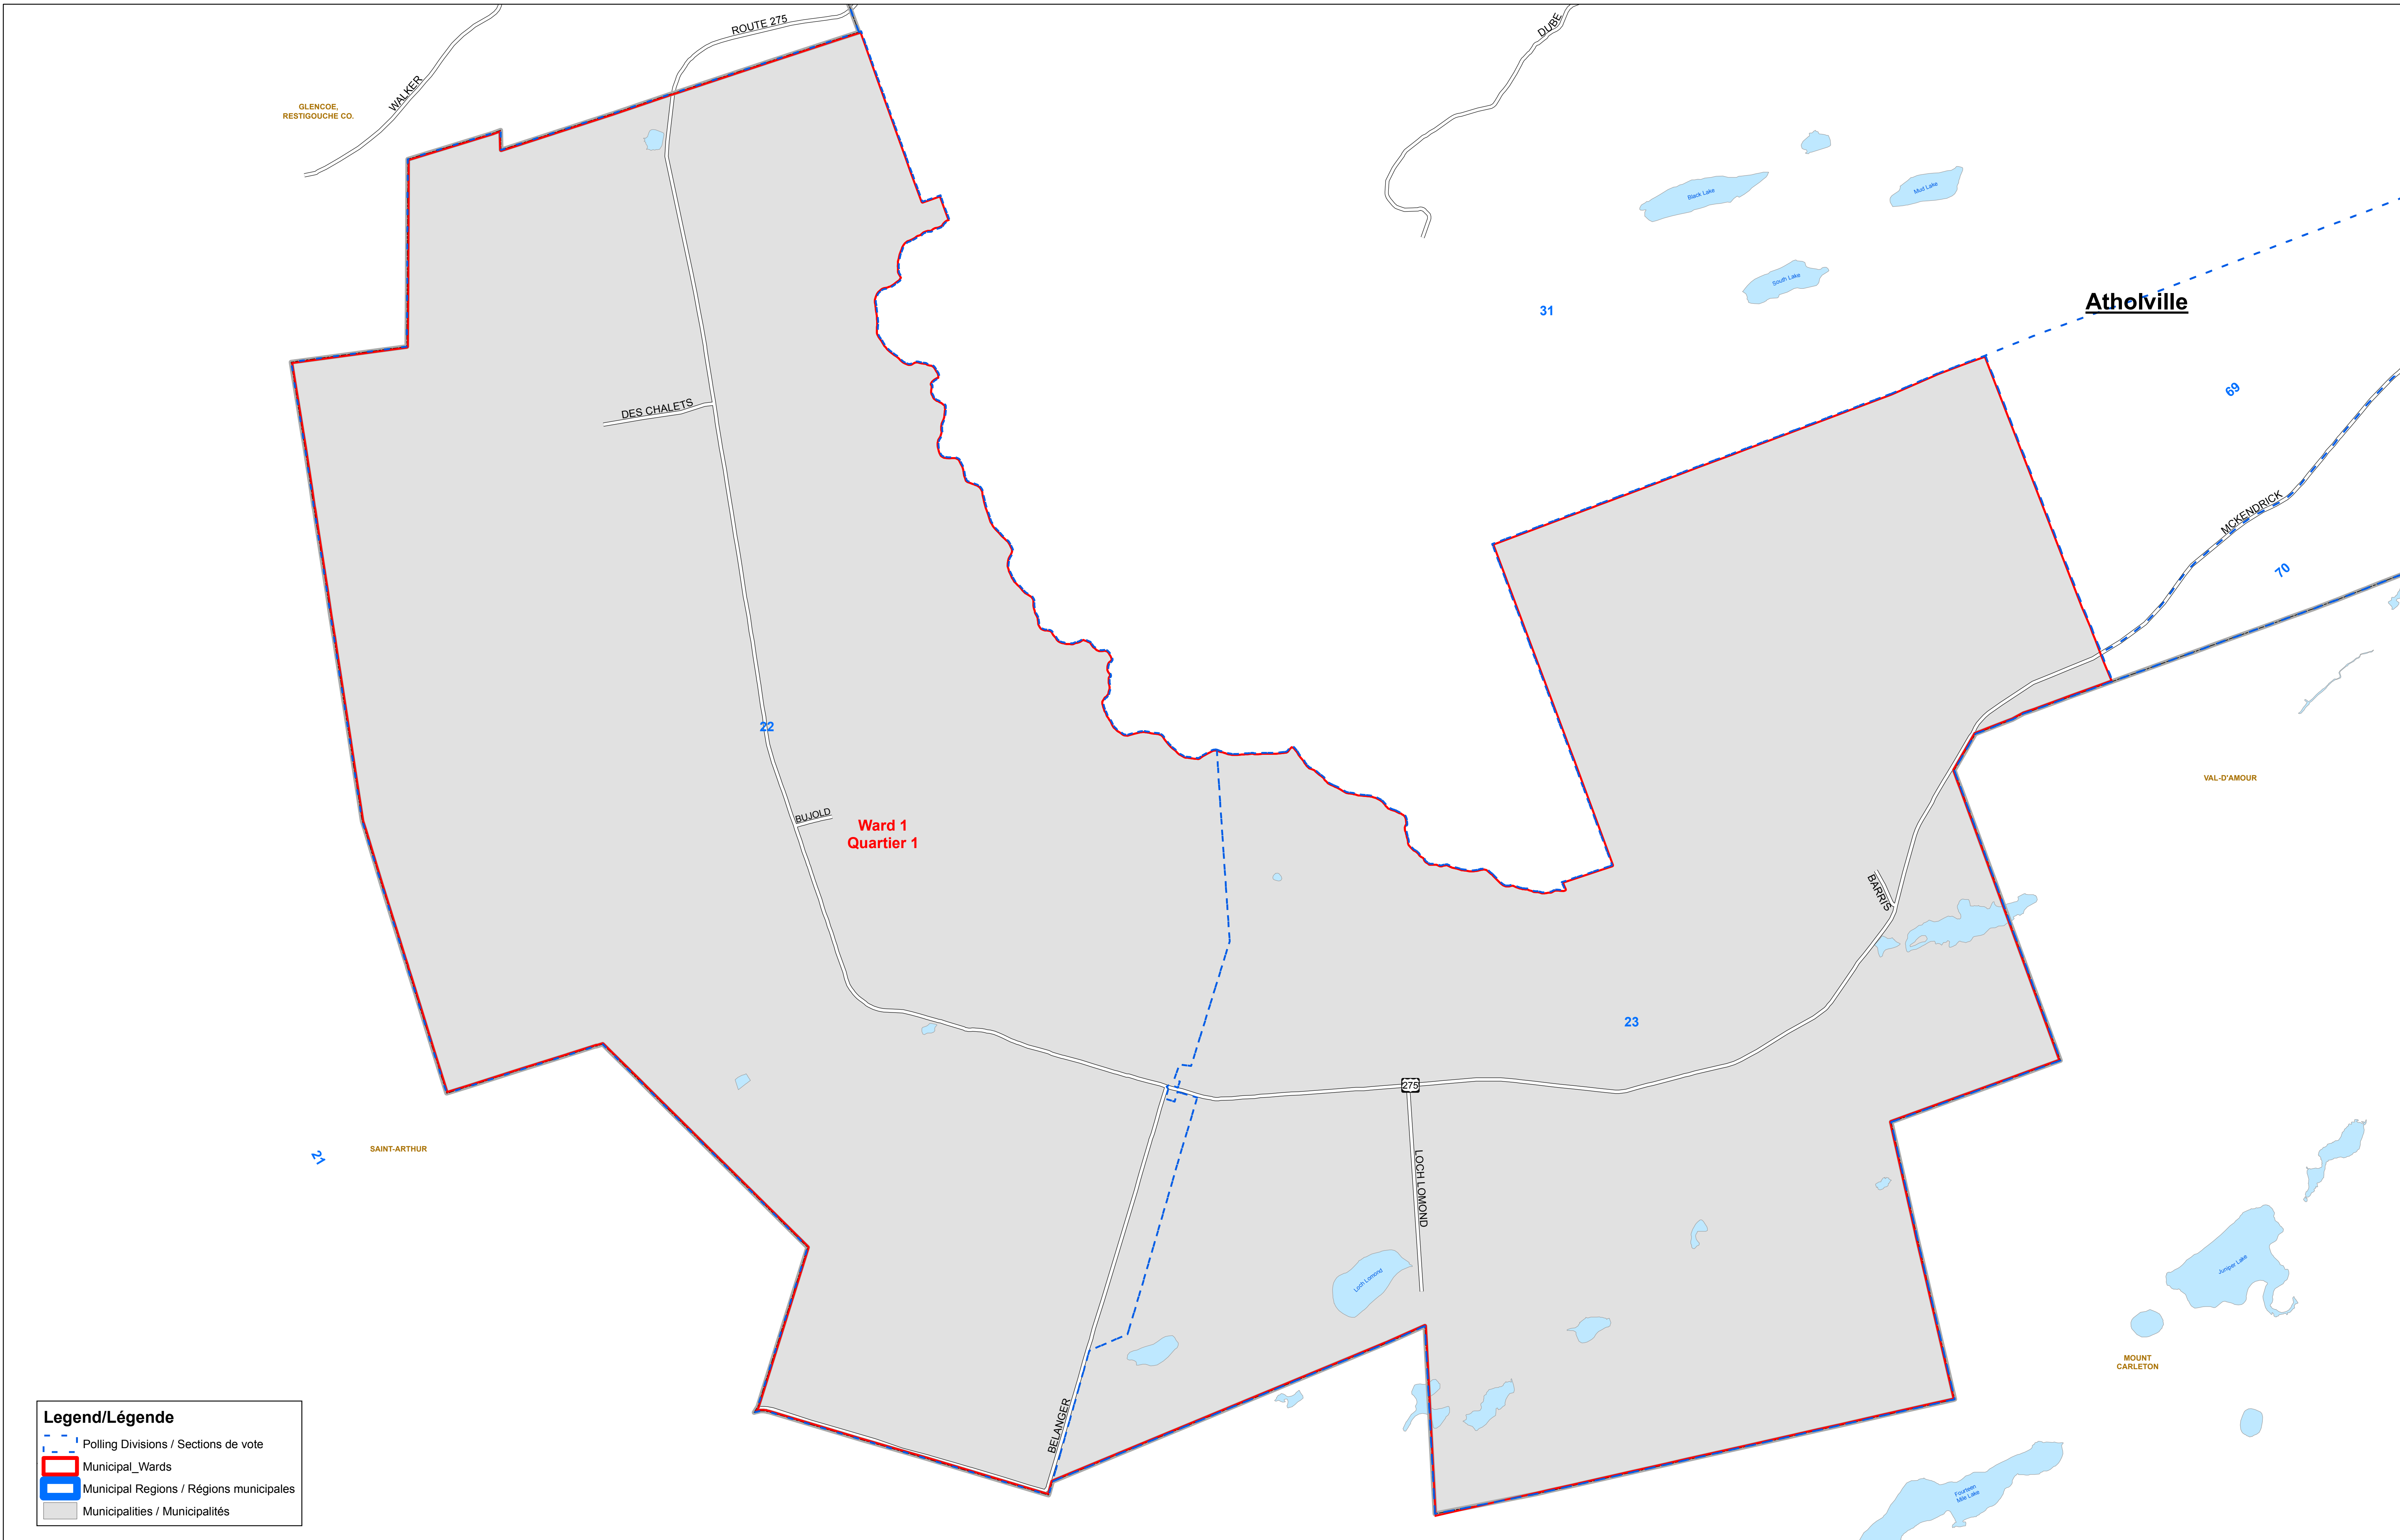 ROUTE 275
DUBE
WALKER
GLENCOE,
RESTIGOUCHE CO.
Black Lake
Mud Lake
South Lake
31
Atholville
69
DES CHALETS
MCKENDRICK
70
22
VAL-D'AMOUR
BUJOLD
Ward 1
Quartier 1
BARRIS
23
275
SAINT-ARTHUR
21
LOCH LOMOND
Loch Lomond
Juniper Lake
MOUNT
CARLETON
BELANGER
Fourteen
Mile Lake
Legend/Légende
Polling Divisions / Sections de vote
Municipal_Wards
Municipal Regions / Régions municipales
Municipalities / Municipalités